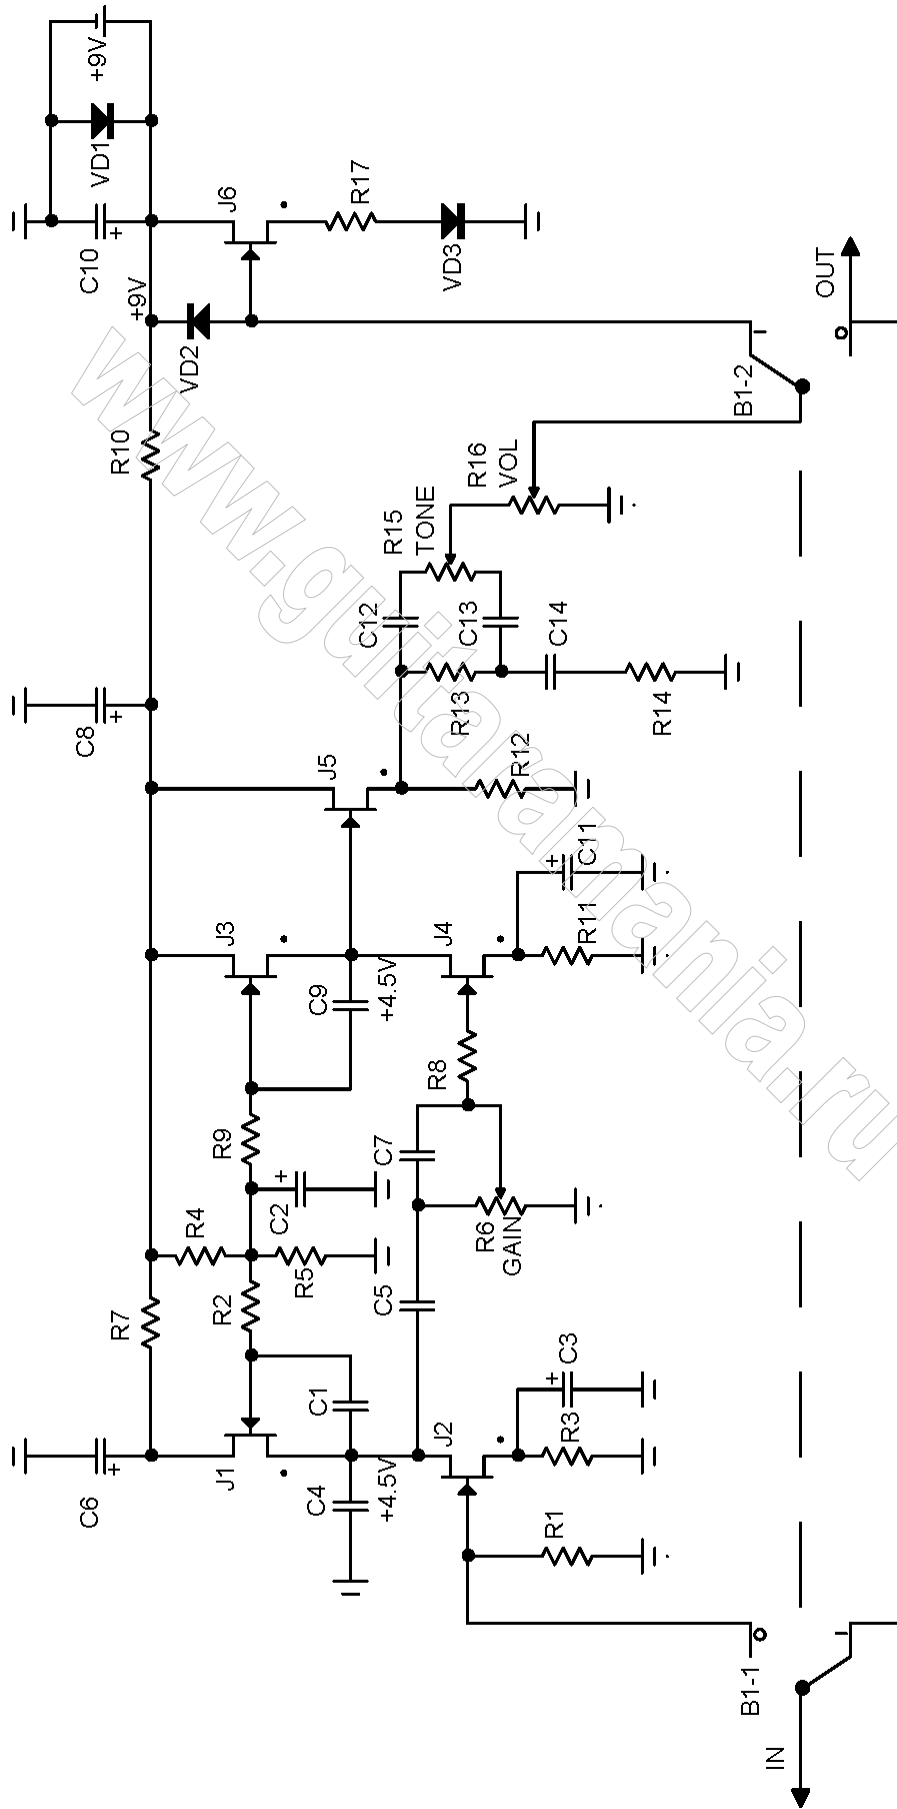 C6
R7
C8
R10
+9V
C10
VD1
+9V
J1
R2
R4
R9
J3
J5
VD2
J6
C4
C1
R5
C2
C9
R17
+4.5V
C5
C7
+4.5V
C12
R15
TONE
VD3
J2
R6
GAIN
R8
J4
R13
C13
R16
VOL
R1
R3
C3
R11
C11
R12
C14
R14
B1-1
B1-2
IN
OUT
www.guitaramania.ru